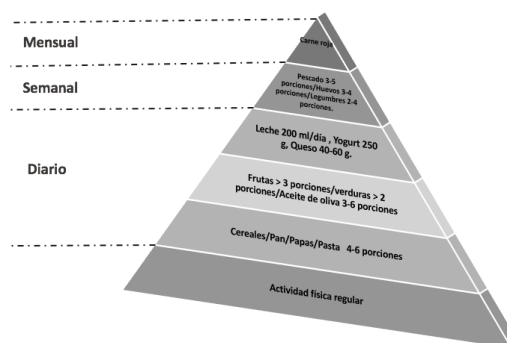 Mensual
Carne roja
Semanal
Pescado 3-5
porciones/Huevos 3-4
porciones/Legumbres 2-4
porciones.
Diario
Leche 200 ml/día , Yogurt 250
g, Queso 40-60 g.
Frutas > 3 porciones/verduras > 2
porciones/Aceite de oliva 3-6 porciones
Cereales/Pan/Papas/Pasta 4-6 porciones
Actividad física regular